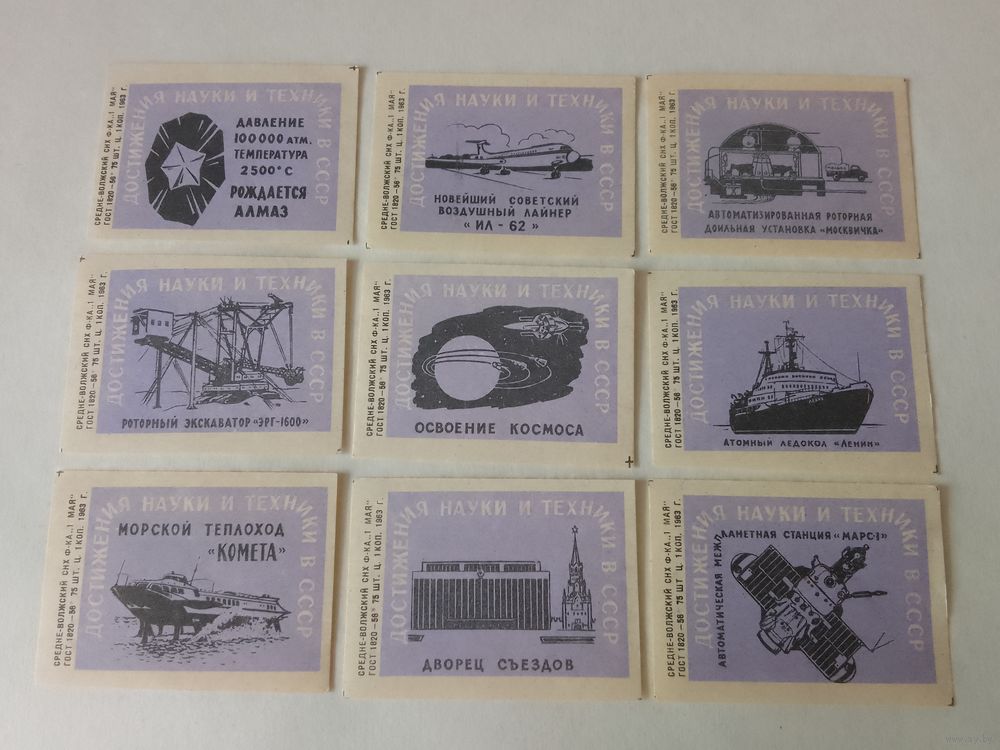 СРЕДНЕ-ВОЛЖСКИЙ СНХ Ф-КА „1 МАЯ“
ГОСТ 1820-56* 75 ШТ. Ц. 1 КОП. 1963 Г.
ДОСТИЖЕНИЯ НАУКИ И ТЕХНИКИ В СССР
ДАВЛЕНИЕ
100000 АТМ.
ТЕМПЕРАТУРА
2500°С
РОЖДАЕТСЯ
АЛМАЗ
СРЕДНЕ-ВОЛЖСКИЙ СНХ Ф-КА „1 МАЯ“
ГОСТ 1820-56* 75 ШТ. Ц. 1 КОП. 1963 Г.
ДОСТИЖЕНИЯ НАУКИ И ТЕХНИКИ В СССР
НОВЕЙШИЙ СОВЕТСКИЙ
ВОЗДУШНЫЙ ЛАЙНЕР
«ИЛ-62»
СРЕДНЕ-ВОЛЖСКИЙ СНХ Ф-КА „1 МАЯ“
ГОСТ 1820-56* 75 ШТ. Ц. 1 КОП. 1963 Г.
ДОСТИЖЕНИЯ НАУКИ И ТЕХНИКИ В СССР
АВТОМАТИЗИРОВАННАЯ РОТОРНАЯ
ДОИЛЬНАЯ УСТАНОВКА «МОСКВИЧКА»
СРЕДНЕ-ВОЛЖСКИЙ СНХ Ф-КА „1 МАЯ“
ГОСТ 1820-56* 75 ШТ. Ц. 1 КОП. 1963 Г.
ДОСТИЖЕНИЯ НАУКИ И ТЕХНИКИ В СССР
РОТОРНЫЙ ЭКСКАВАТОР «ЭРГ-1600»
СРЕДНЕ-ВОЛЖСКИЙ СНХ Ф-КА „1 МАЯ“
ГОСТ 1820-56* 75 ШТ. Ц. 1 КОП. 1963 Г.
ДОСТИЖЕНИЯ НАУКИ И ТЕХНИКИ В СССР
ОСВОЕНИЕ КОСМОСА
СРЕДНЕ-ВОЛЖСКИЙ СНХ Ф-КА „1 МАЯ“
ГОСТ 1820-56* 75 ШТ. Ц. 1 КОП. 1963 Г.
ДОСТИЖЕНИЯ НАУКИ И ТЕХНИКИ В СССР
АТОМНЫЙ ЛЕДОКОЛ «ЛЕНИН»
СРЕДНЕ-ВОЛЖСКИЙ СНХ Ф-КА „1 МАЯ“
ГОСТ 1820-56* 75 ШТ. Ц. 1 КОП. 1963 Г.
ДОСТИЖЕНИЯ НАУКИ И ТЕХНИКИ В СССР
МОРСКОЙ ТЕПЛОХОД
«КОМЕТА»
СРЕДНЕ-ВОЛЖСКИЙ СНХ Ф-КА „1 МАЯ“
ГОСТ 1820-56* 75 ШТ. Ц. 1 КОП. 1963 Г.
ДОСТИЖЕНИЯ НАУКИ И ТЕХНИКИ В СССР
ДВОРЕЦ СЪЕЗДОВ
СРЕДНЕ-ВОЛЖСКИЙ СНХ Ф-КА „1 МАЯ“
ГОСТ 1820-56* 75 ШТ. Ц. 1 КОП. 1963 Г.
ДОСТИЖЕНИЯ НАУКИ И ТЕХНИКИ В СССР
АВТОМАТИЧЕСКАЯ МЕЖПЛАНЕТНАЯ СТАНЦИЯ «МАРС-1»